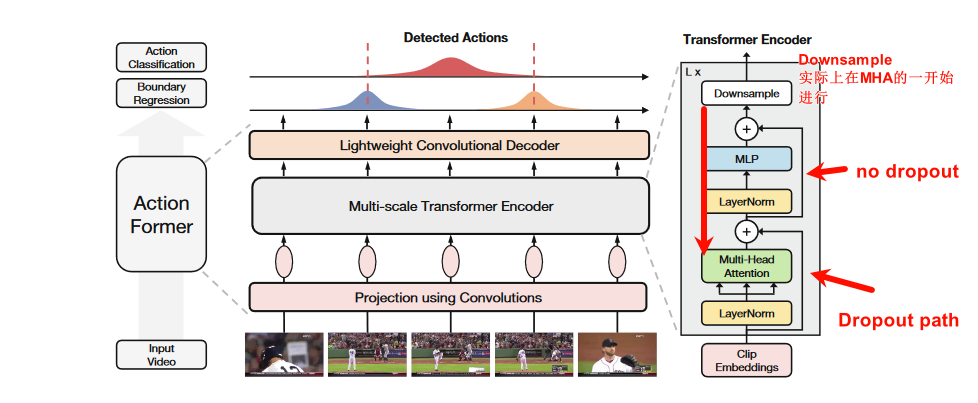 Action
Classification
Boundary
Regression
Action
Former
Input
Video
Detected Actions
Lightweight Convolutional Decoder
Multi-scale Transformer Encoder
Projection using Convolutions
Transformer Encoder
L x
Downsample
+
MLP
LayerNorm
+
Multi-Head
Attention
LayerNorm
Clip
Embeddings
Downsample
实际上在MHA的一开始
进行
no dropout
Dropout path